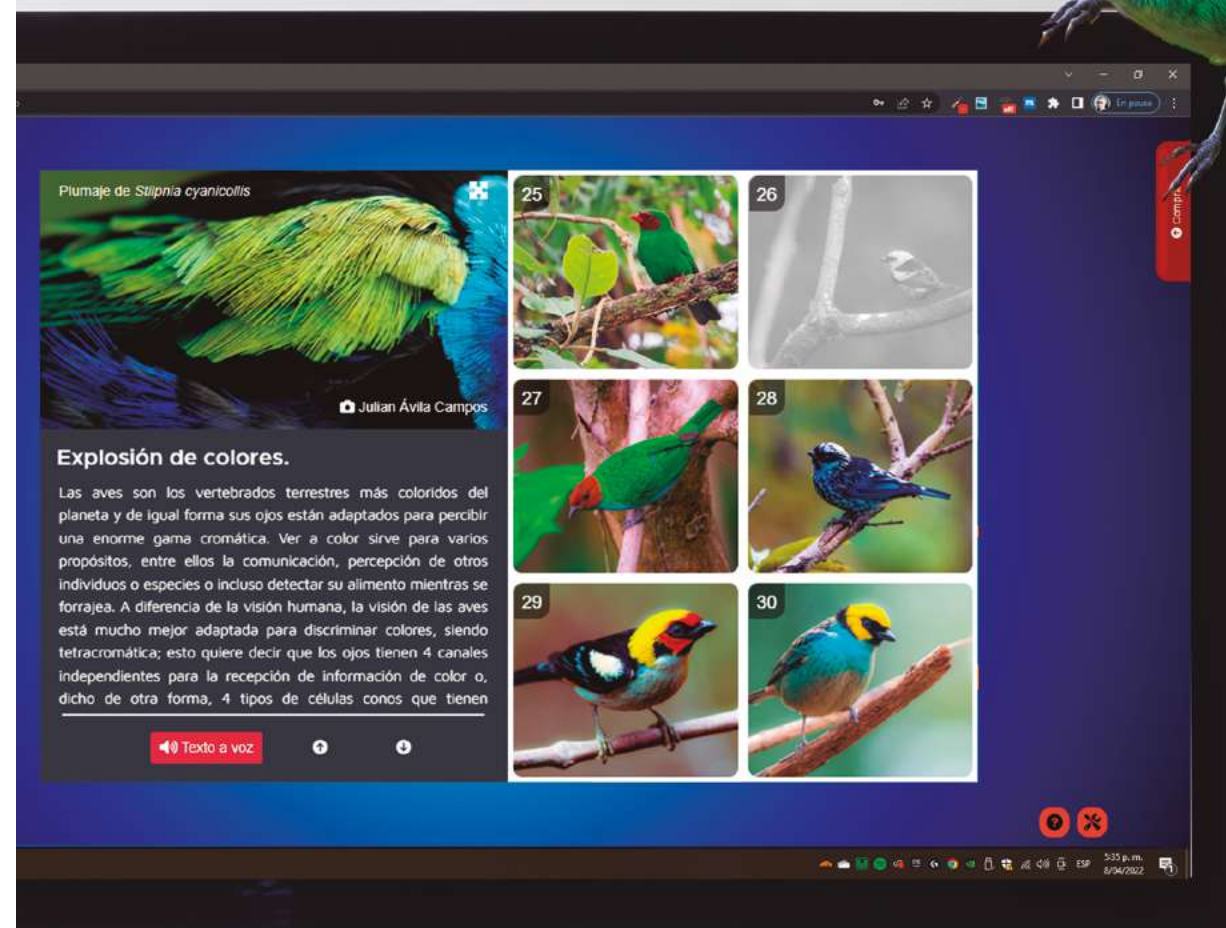 En pausa
Plumaje de Stilpnia cyanicollis
Julian Ávila Campos
Explosión de colores.
Las aves son los vertebrados terrestres más coloridos del
planeta y de igual forma sus ojos están adaptados para percibir
una enorme gama cromática. Ver a color sirve para varios
propósitos, entre ellos la comunicación, percepción de otros
individuos o especies o incluso detectar su alimento mientras se
forrajea. A diferencia de la visión humana, la visión de las aves
está mucho mejor adaptada para discriminar colores, siendo
tetracromática; esto quiere decir que los ojos tienen 4 canales
independientes para la recepción de información de color o,
dicho de otra forma, 4 tipos de células conos que tienen
Texto a voz
25
26
27
28
29
30
ESP
5:35 p. m.
8/04/2022